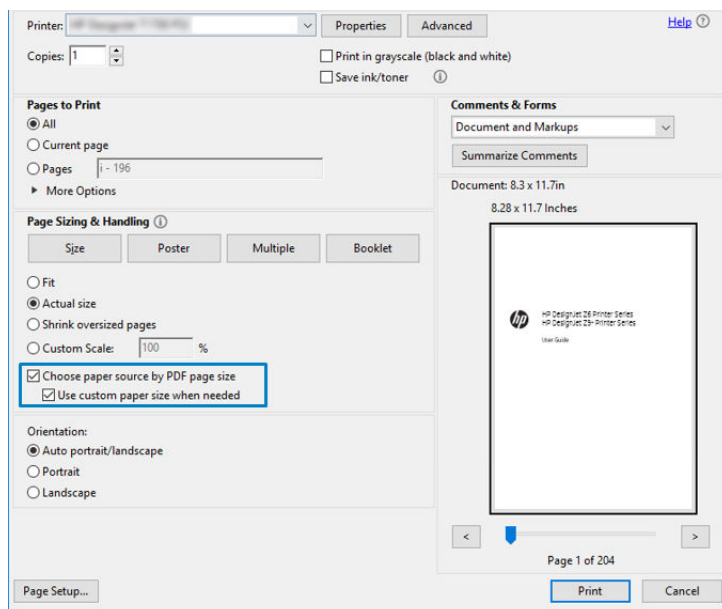 Printer:
Properties
Advanced
Help
Copies: 1
Print in grayscale (black and white)
Save ink/toner
Pages to Print
All
Current page
Pages i - 196
More Options
Comments & Forms
Document and Markups
Summarize Comments
Page Sizing & Handling
Size Poster Multiple Booklet
Fit
Actual size
Shrink oversized pages
Custom Scale: 100 %
Choose paper source by PDF page size
Use custom paper size when needed
Orientation:
Auto portrait/landscape
Portrait
Landscape
Document: 8.3 x 11.7in
8.28 x 11.7 Inches
hp
HP DesignJet Z6 Printer Series
HP DesignJet Z9+ Printer Series
User Guide
< >
Page 1 of 204
Page Setup...
Print
Cancel